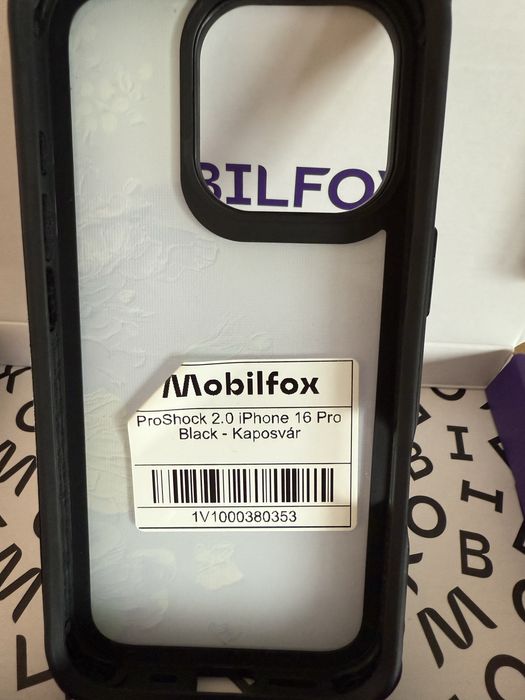 BILFOX
Mobilfox
ProShock 2.0 iPhone 16 Pro
Black - Kaposvár
1V1000380353